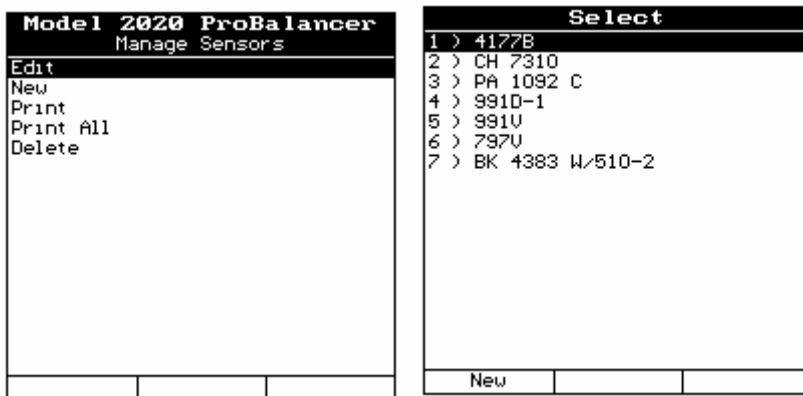 Model 2020 ProBalancer
Manage Sensors
Edit
New
Print
Print All
Delete
Select
1 ) 4177B
2 ) CH 7310
3 ) PA 1092 C
4 ) 991D-1
5 ) 991V
6 ) 797V
7 ) BK 4383 W/510-2
New